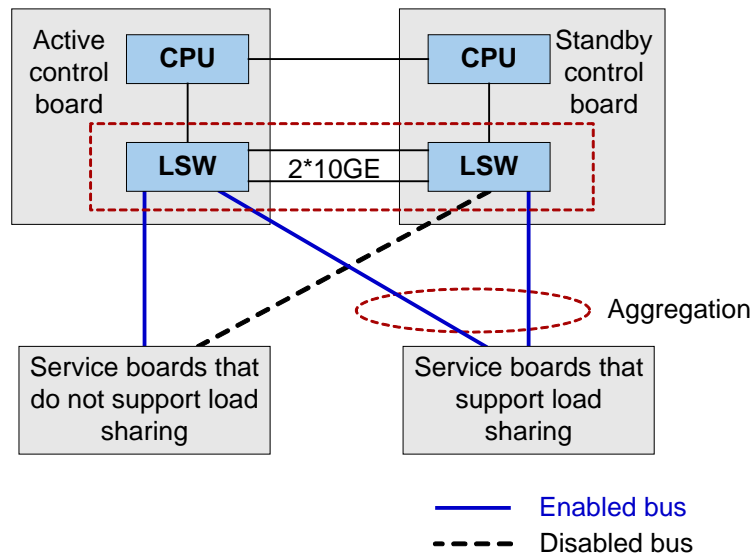 Active
control
board
CPU
CPU
Standby
control
board
LSW
2*10GE
LSW
Aggregation
Service boards that
do not support load
sharing
Service boards that
support load
sharing
Enabled bus
Disabled bus